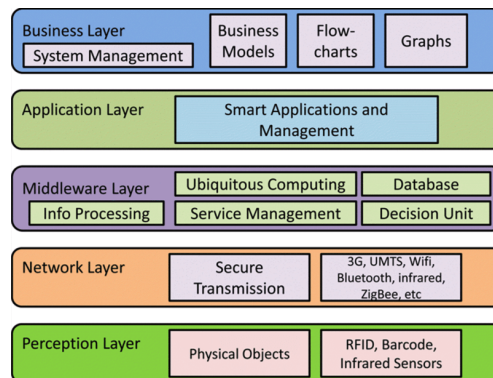 Business Layer
System Management
Business
Models
Flow-
charts
Graphs
Application Layer
Smart Applications and
Management
Middleware Layer
Info Processing
Ubiquitous Computing
Service Management
Database
Decision Unit
Network Layer
Secure
Transmission
3G, UMTS, Wifi,
Bluetooth, infrared,
ZigBee, etc
Perception Layer
Physical Objects
RFID, Barcode,
Infrared Sensors